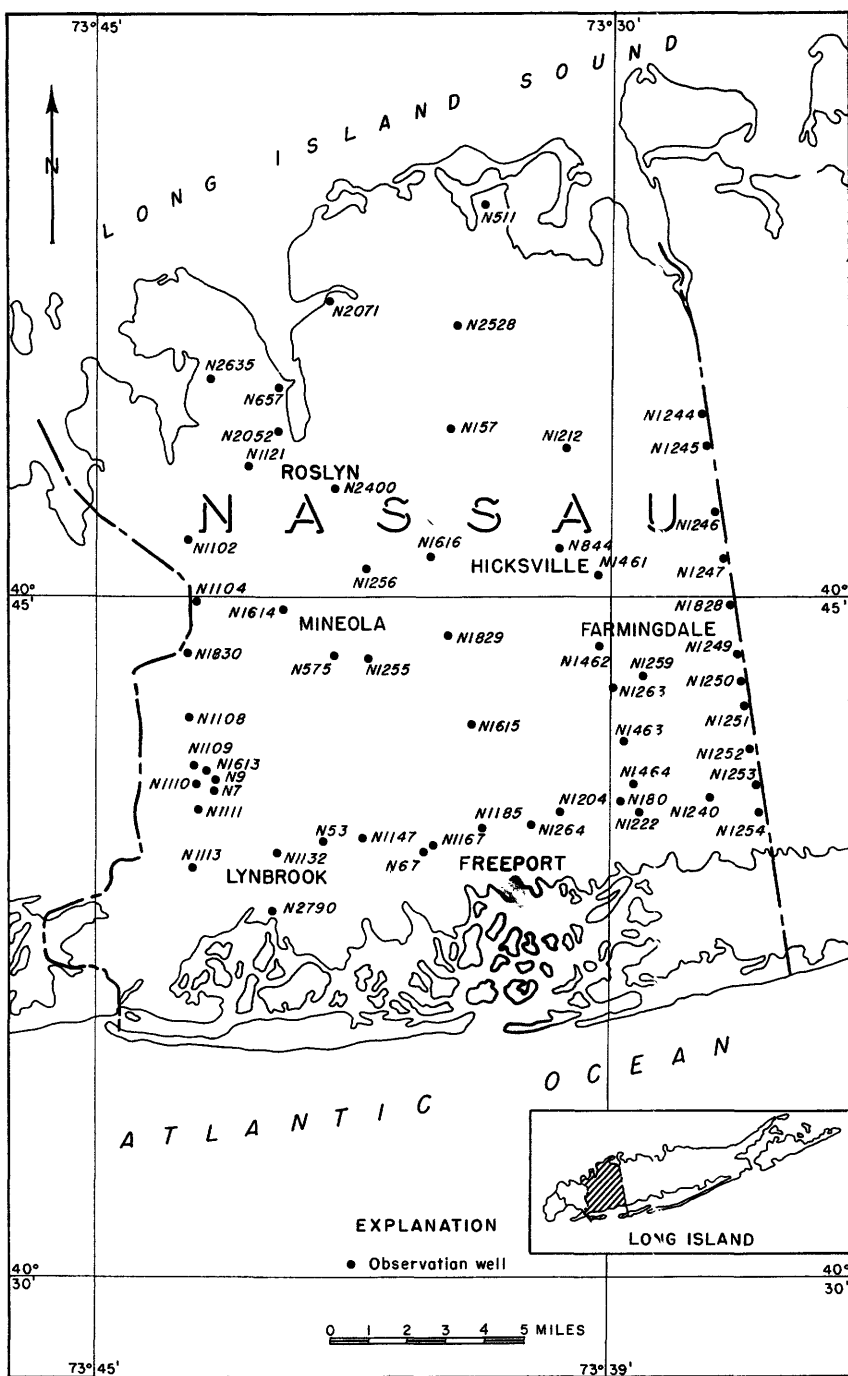 73°45'
73°30'
LONG ISLAND SOUND
N
N511
N2071
N2528
N2635
N657
N2052
N157
N1212
N1244
N1121
N1245
ROSLYN
N2400
NASSAU
N1246
N1102
N1616
N844
HICKSVILLE
N1461
N1247
N1256
40°
45'
40°
45'
N1104
N1614
MINEOLA
N1828
FARMINGDALE
N1829
N1830
N575
N1255
N1462
N1259
N1249
N1263
N1250
N1108
N1615
N1251
N1463
N1252
N1109
N1613
N9
N1110
N7
N1464
N1253
N1111
N1204
N180
N1240
N1185
N1264
N1222
N1254
N53
N1147
N1167
N1113
N1132
N67
LYNBROOK
FREEPORT
N2790
ATLANTIC OCEAN
EXPLANATION
Observation well
LONG ISLAND
40°
30'
40°
30'
0 1 2 3 4 5 MILES
73°45'
73°39'